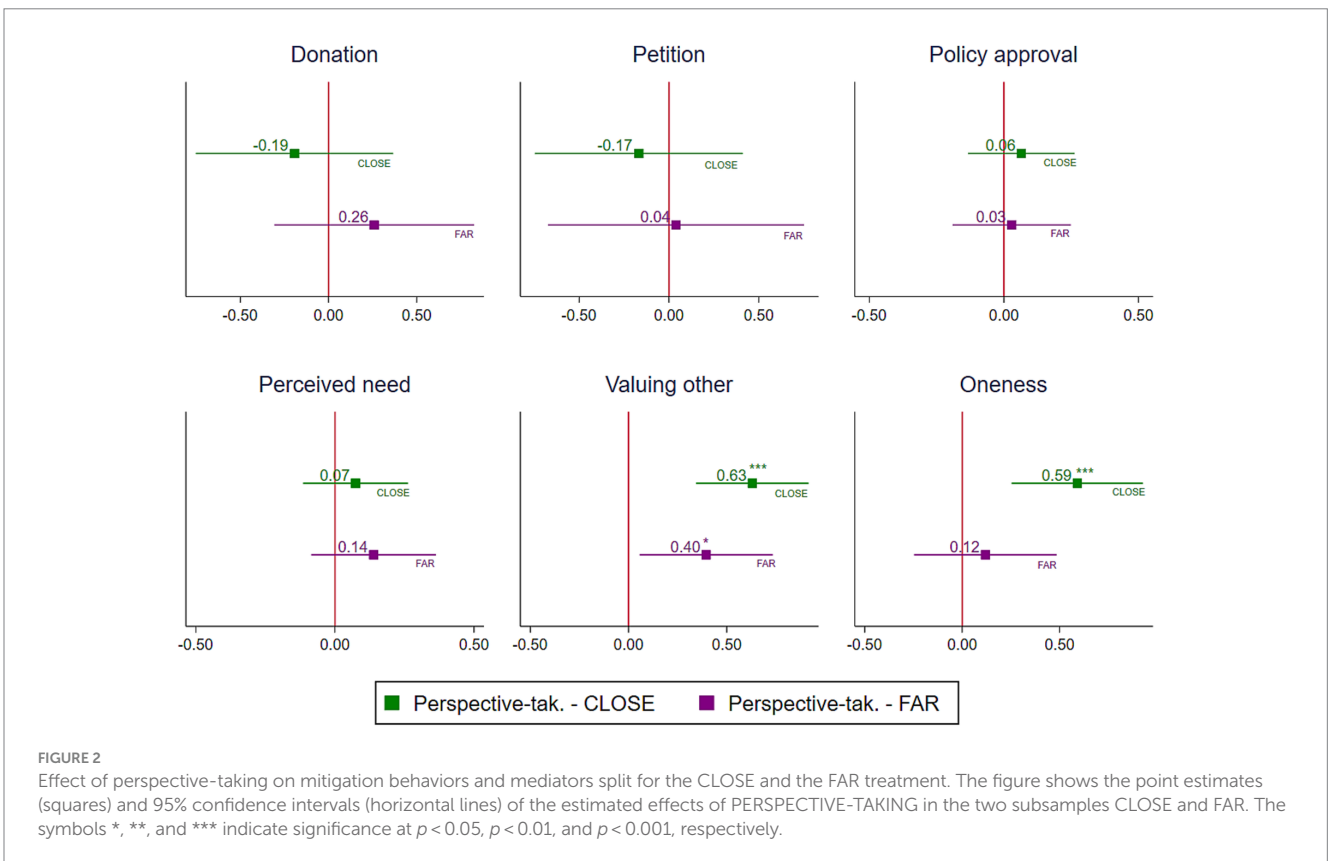 Donation
Petition
Policy approval
-0.19
CLOSE
0.26
FAR
-0.50 0.00 0.50
-0.17
CLOSE
0.04
FAR
-0.50 0.00 0.50
0.06
CLOSE
0.03
FAR
-0.50 0.00 0.50
Perceived need
Valuing other
Oneness
0.07
CLOSE
0.14
FAR
-0.50 0.00 0.50
0.63 ***
CLOSE
0.40 *
FAR
-0.50 0.00 0.50
0.59 ***
CLOSE
0.12
FAR
-0.50 0.00 0.50
Perspective-tak. - CLOSE Perspective-tak. - FAR
FIGURE 2
Effect of perspective-taking on mitigation behaviors and mediators split for the CLOSE and the FAR treatment. The figure shows the point estimates
(squares) and 95% confidence intervals (horizontal lines) of the estimated effects of PERSPECTIVE-TAKING in the two subsamples CLOSE and FAR. The
symbols *, **, and *** indicate significance at p < 0.05, p < 0.01, and p < 0.001, respectively.